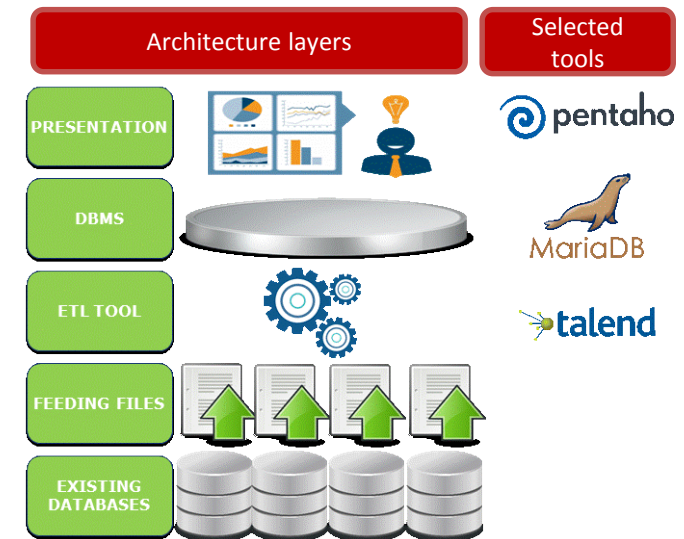 Architecture layers
Selected
tools
PRESENTATION
pentaho
DBMS
MariaDB
ETL TOOL
talend
FEEDING FILES
EXISTING
DATABASES